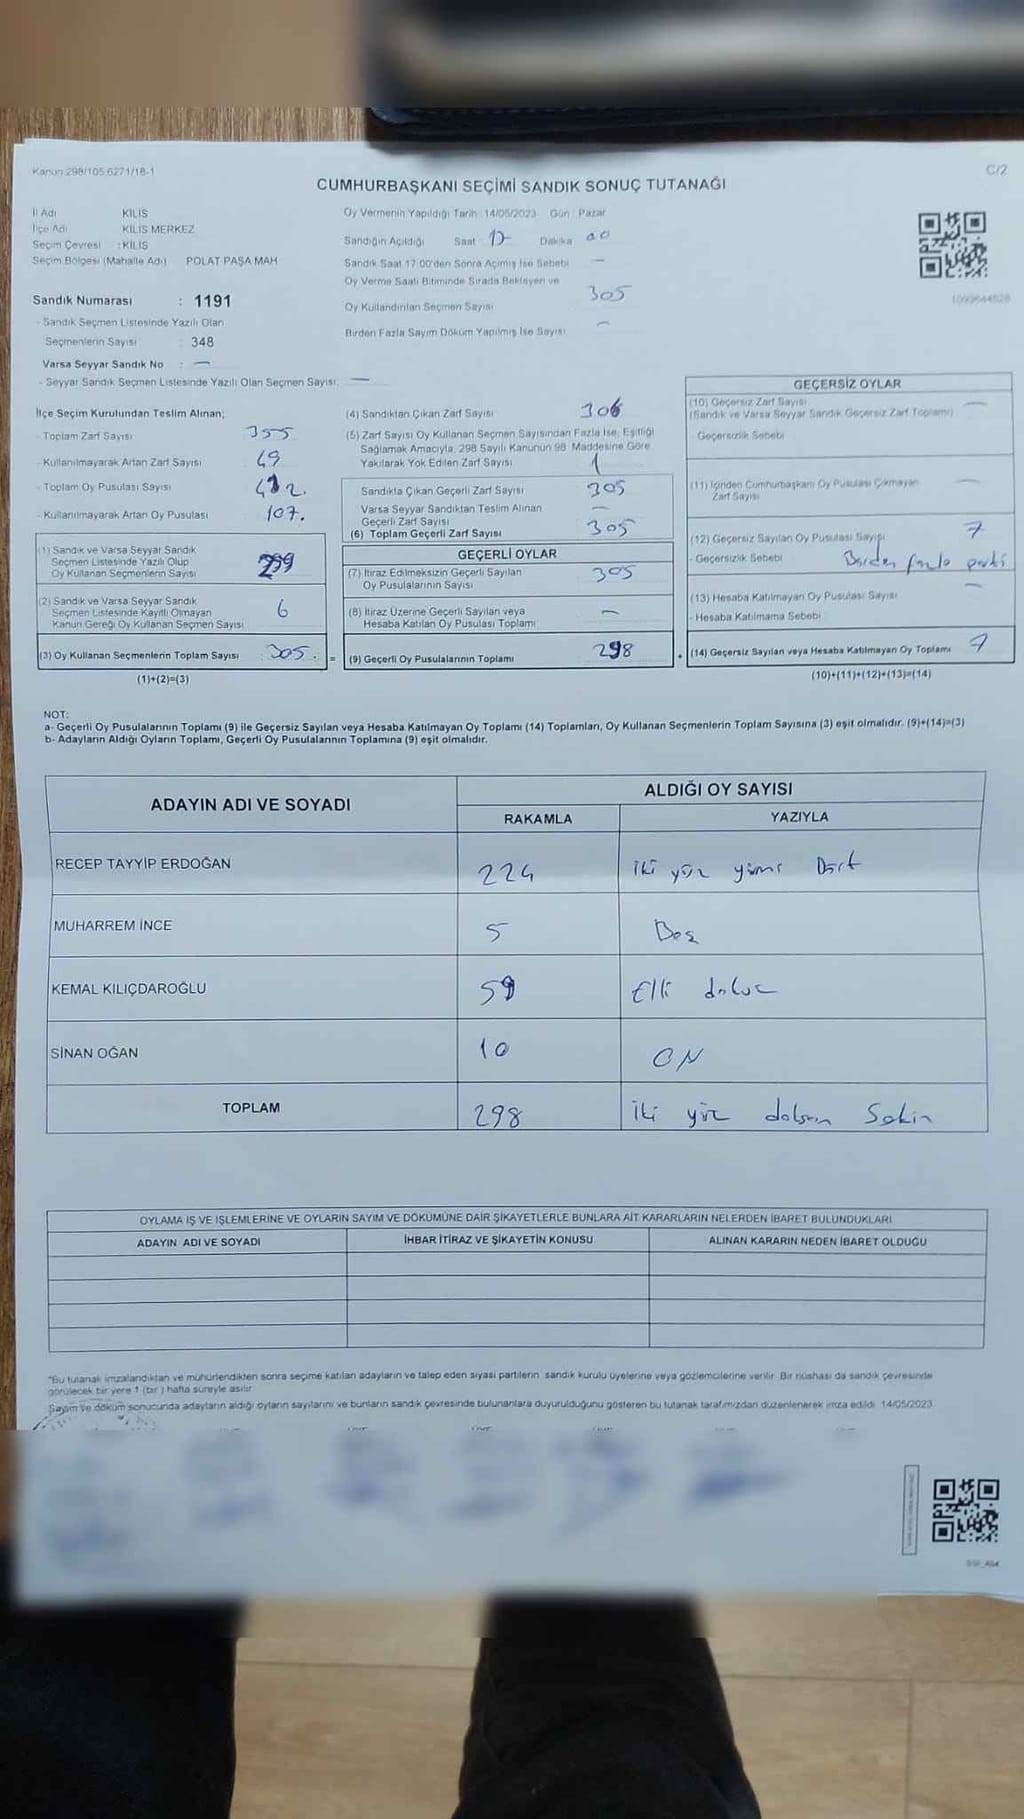 Kanun:298/105,6271/18-1
C/2
CUMHURBAŞKANI SEÇİMİ SANDIK SONUÇ TUTANAĞI
İl Adı KİLİS
İlçe Adı KİLİS MERKEZ
Seçim Çevresi : KİLİS
Seçim Bölgesi (Mahalle Adı) POLAT PAŞA MAH
Sandık Numarası : 1191
- Sandık Seçmen Listesinde Yazılı Olan
Seçmenlerin Sayısı : 348
Varsa Seyyar Sandık No : —
- Seyyar Sandık Seçmen Listesinde Yazılı Olan Seçmen Sayısı: —
Oy Vermenin Yapıldığı Tarih : 14/05/2023 Gün : Pazar
Sandığın Açıldığı Saat 17 Dakika 00
Sandık Saat 17:00'den Sonra Açılmış İse Sebebi —
Oy Verme Saati Bitiminde Sırada Bekleyen ve
Oy Kullandırılan Seçmen Sayısı 305
Birden Fazla Sayım Döküm Yapılmış İse Sayısı —
1093644528
İlçe Seçim Kurulundan Teslim Alınan;
- Toplam Zarf Sayısı 355
- Kullanılmayarak Artan Zarf Sayısı 49
- Toplam Oy Pusulası Sayısı 412.
- Kullanılmayarak Artan Oy Pusulası 107.
(1) Sandık ve Varsa Seyyar Sandık
Seçmen Listesinde Yazılı Olup
Oy Kullanan Seçmenlerin Sayısı 299
(2) Sandık ve Varsa Seyyar Sandık
Seçmen Listesinde Kayıtlı Olmayan
Kanun Gereği Oy Kullanan Seçmen Sayısı 6
(3) Oy Kullanan Seçmenlerin Toplam Sayısı : 305. =
(1)+(2)=(3)
(4) Sandıktan Çıkan Zarf Sayısı 306
(5) Zarf Sayısı Oy Kullanan Seçmen Sayısından Fazla İse, Eşitliği
Sağlamak Amacıyla, 298 Sayılı Kanunun 98. Maddesine Göre
Yakılarak Yok Edilen Zarf Sayısı 1
Sandıkta Çıkan Geçerli Zarf Sayısı 305
Varsa Seyyar Sandıktan Teslim Alınan
Geçerli Zarf Sayısı —
(6) Toplam Geçerli Zarf Sayısı 305
GEÇERLİ OYLAR
(7) İtiraz Edilmeksizin Geçerli Sayılan
Oy Pusulalarının Sayısı 305
(8) İtiraz Üzerine Geçerli Sayılan veya
Hesaba Katılan Oy Pusulası Toplamı —
(9) Geçerli Oy Pusulalarının Toplamı 298 +
GEÇERSİZ OYLAR
(10) Geçersiz Zarf Sayısı —
(Sandık ve Varsa Seyyar Sandık Geçersiz Zarf Toplamı)
- Geçersizlik Sebebi
(11) İçinden Cumhurbaşkanı Oy Pusulası Çıkmayan
Zarf Sayısı —
(12) Geçersiz Sayılan Oy Pusulası Sayısı 7
- Geçersizlik Sebebi Birden fazla parti
(13) Hesaba Katılmayan Oy Pusulası Sayısı —
- Hesaba Katılmama Sebebi
(14) Geçersiz Sayılan veya Hesaba Katılmayan Oy Toplamı 7
(10)+(11)+(12)+(13)=(14)
NOT:
a- Geçerli Oy Pusulalarının Toplamı (9) ile Geçersiz Sayılan veya Hesaba Katılmayan Oy Toplamı (14) Toplamları, Oy Kullanan Seçmenlerin Toplam Sayısına (3) eşit olmalıdır. (9)+(14)=(3)
b- Adayların Aldığı Oyların Toplamı, Geçerli Oy Pusulalarının Toplamına (9) eşit olmalıdır.
ADAYIN ADI VE SOYADI ALDIĞI OY SAYISI
RAKAMLA YAZIYLA
RECEP TAYYİP ERDOĞAN 224 iki yüz yirmi Dört
MUHARREM İNCE 5 Beş
KEMAL KILIÇDAROĞLU 59 Elli dokuz
SİNAN OĞAN 10 ON
TOPLAM 298 iki yüz doksan Sekiz
OYLAMA İŞ VE İŞLEMLERİNE VE OYLARIN SAYIM VE DÖKÜMÜNE DAİR ŞİKAYETLERLE BUNLARA AİT KARARLARIN NELERDEN İBARET BULUNDUKLARI
ADAYIN ADI VE SOYADI İHBAR İTİRAZ VE ŞİKAYETİN KONUSU ALINAN KARARIN NEDEN İBARET OLDUĞU
*Bu tutanak imzalandıktan ve mühürlendikten sonra seçime katılan adayların ve talep eden siyasi partilerin sandık kurulu üyelerine veya gözlemcilerine verilir. Bir nüshası da sandık çevresinde
görülecek bir yere 1 (bir ) hafta süreyle asılır
Sayım ve döküm sonucunda adayların aldığı oyların sayılarını ve bunların sandık çevresinde bulunanlara duyurulduğunu gösteren bu tutanak tarafımızdan düzenlenerek imza edildi. 14/05/2023